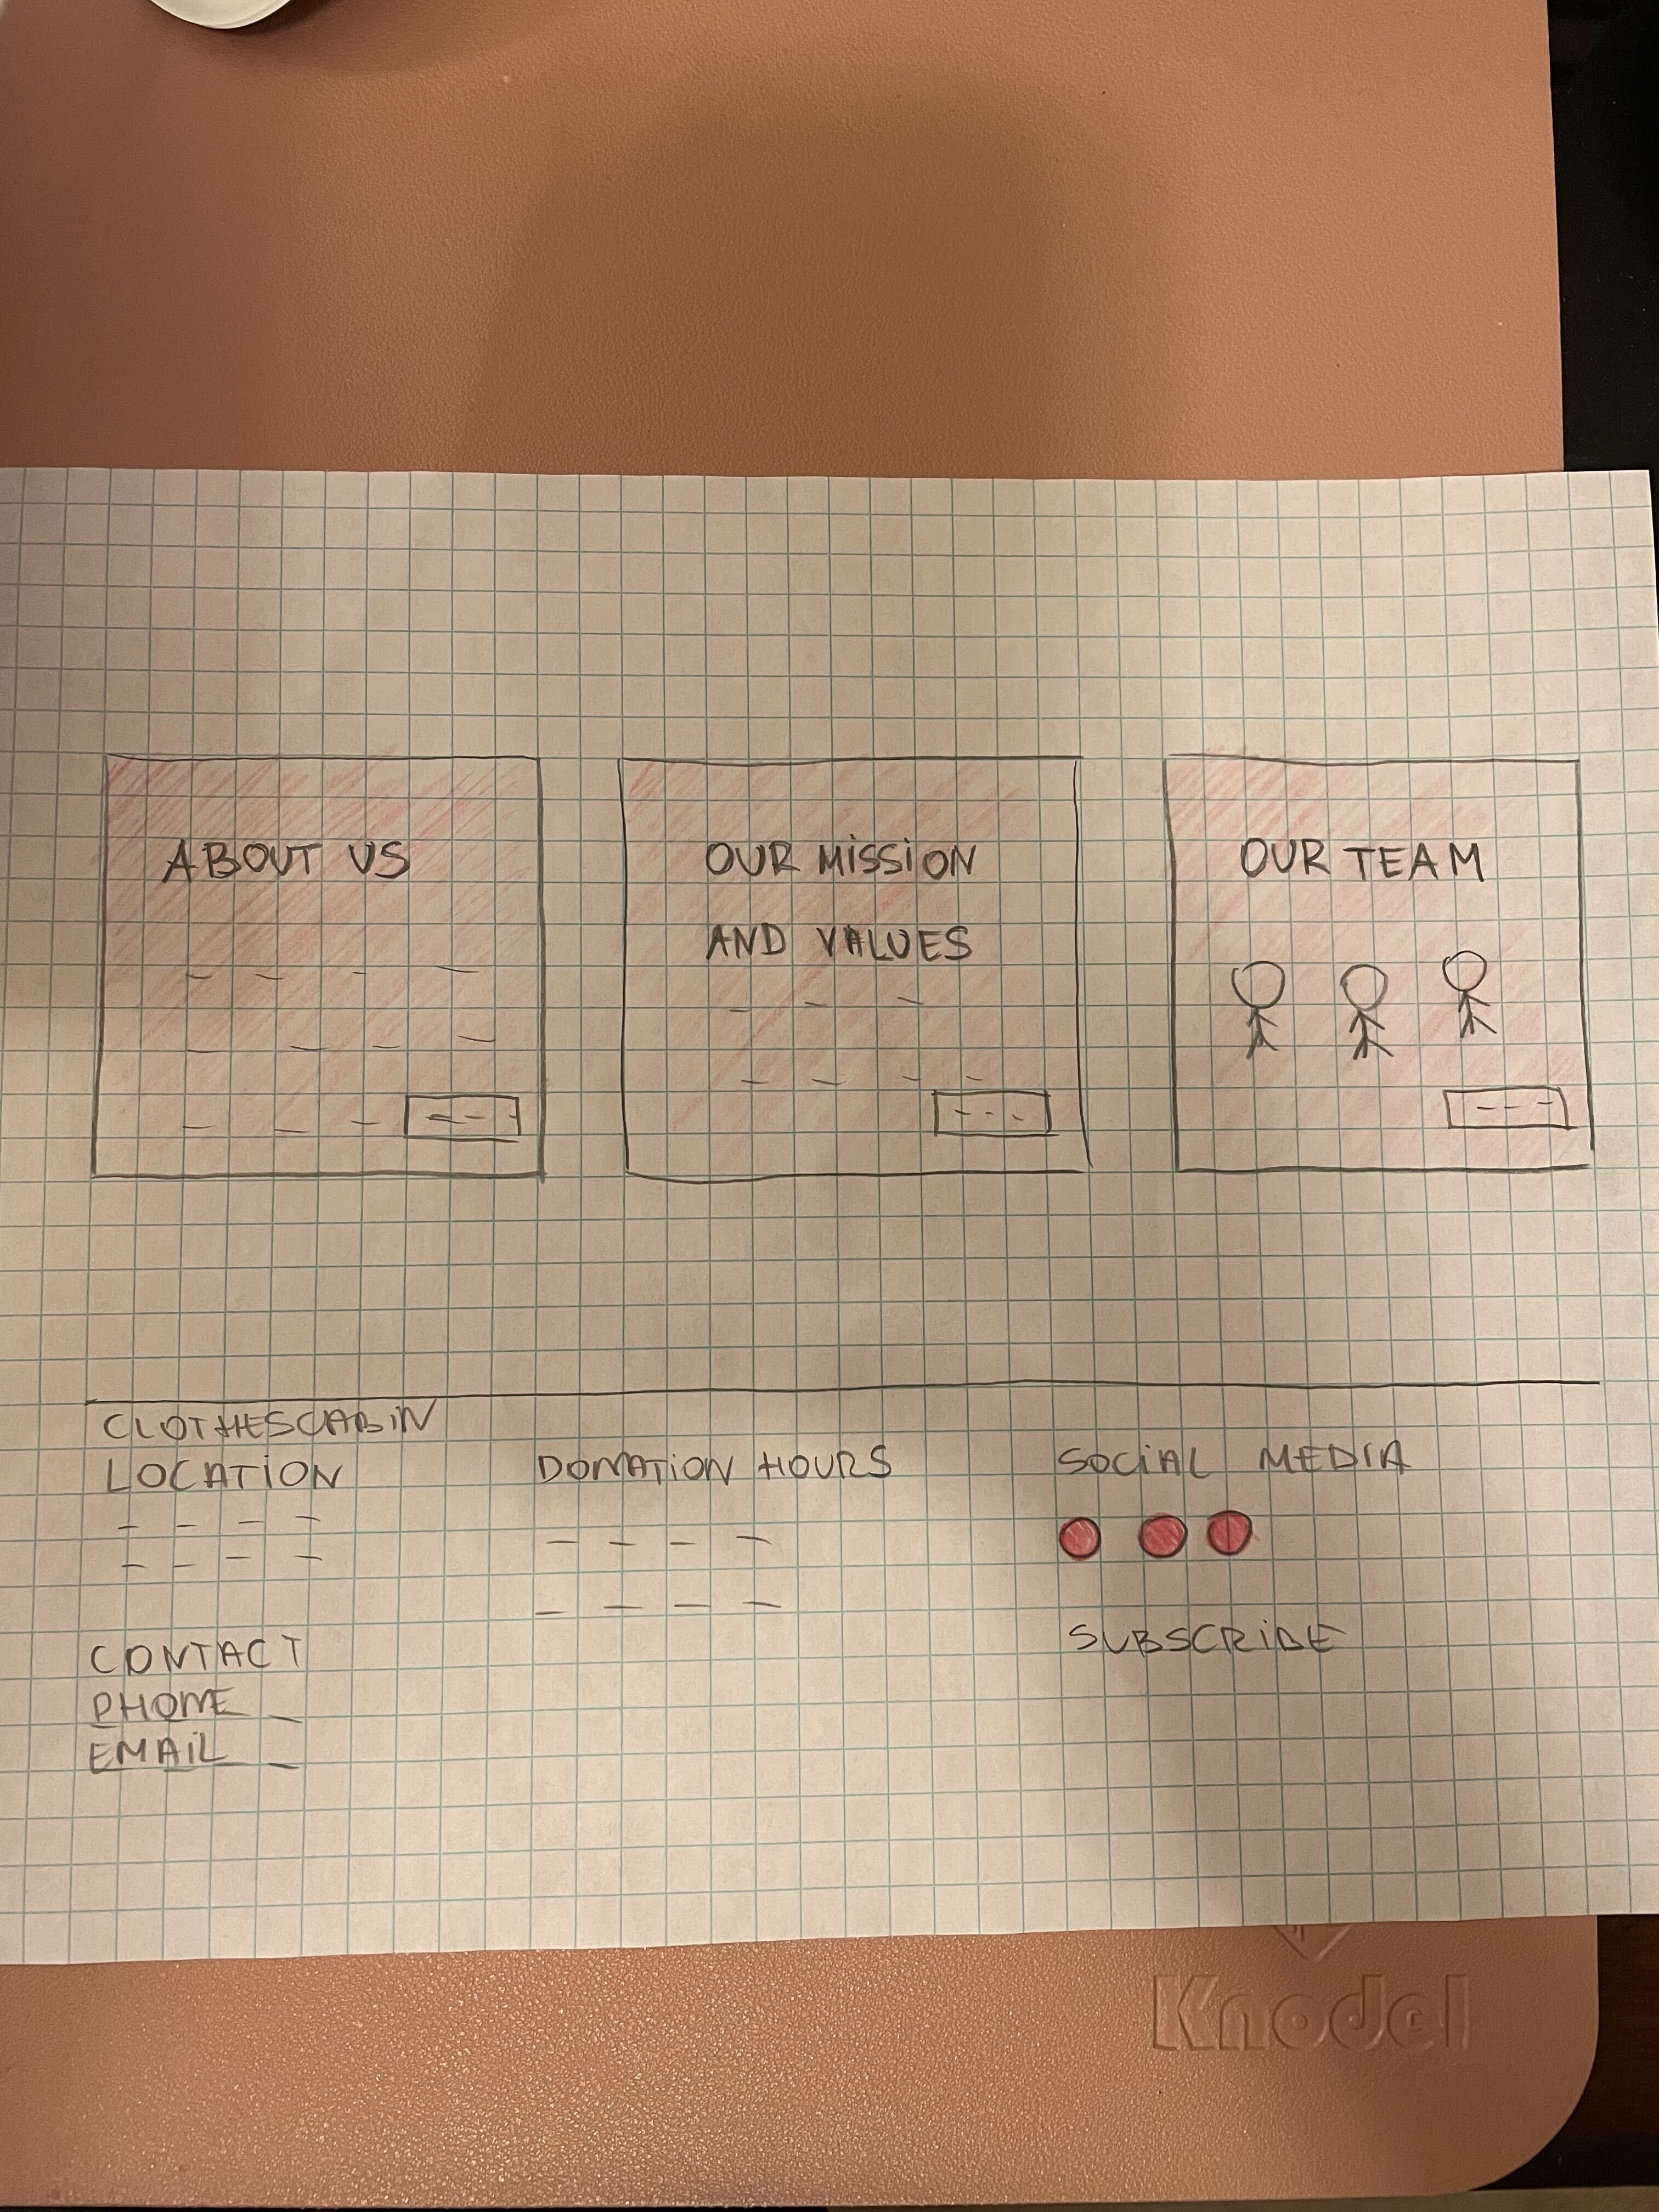 ABOUT US
OUR MiSSiON
AND VALUES
OUR TEAM
CLOTHESCABiN
LOCATiON
DONATiON HOURS
SOCiAL MEDIA
SUBSCRiBE
CONTACT
PHONE _
EMAiL _
Knodel